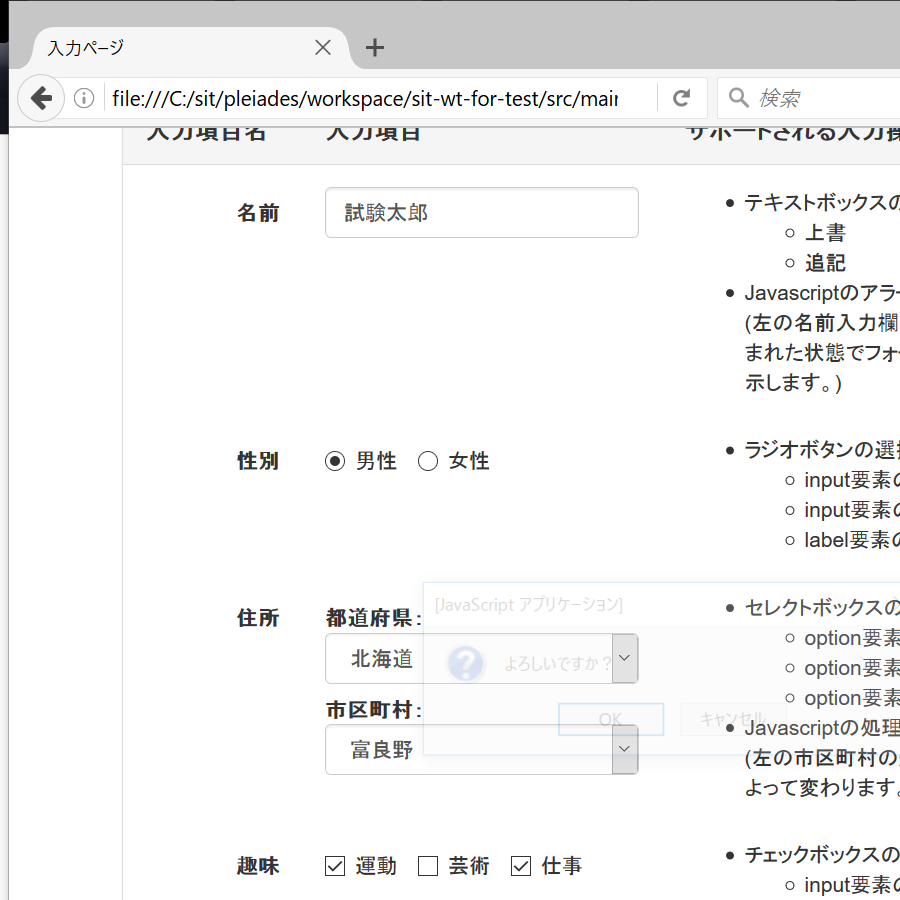 入力ページ
file:///C:/sit/pleiades/workspace/sit-wt-for-test/src/mair
検索
入力項目名 入力項目 サポートされる入力操
名前 試験太郎
テキストボックスの
上書
追記
Javascriptのアラー
(左の名前入力欄
まれた状態でフォー
示します。)
性別 男性 女性
ラジオボタンの選択
input要素の
input要素の
label要素の
住所 都道府県:
北海道
市区町村:
富良野
[JavaScript アプリケーション]
よろしいですか?
OK キャンセル
セレクトボックスの
option要素
option要素
option要素
Javascriptの処理
(左の市区町村の
よって変わります。
趣味 運動 芸術 仕事
チェックボックスの
input要素の